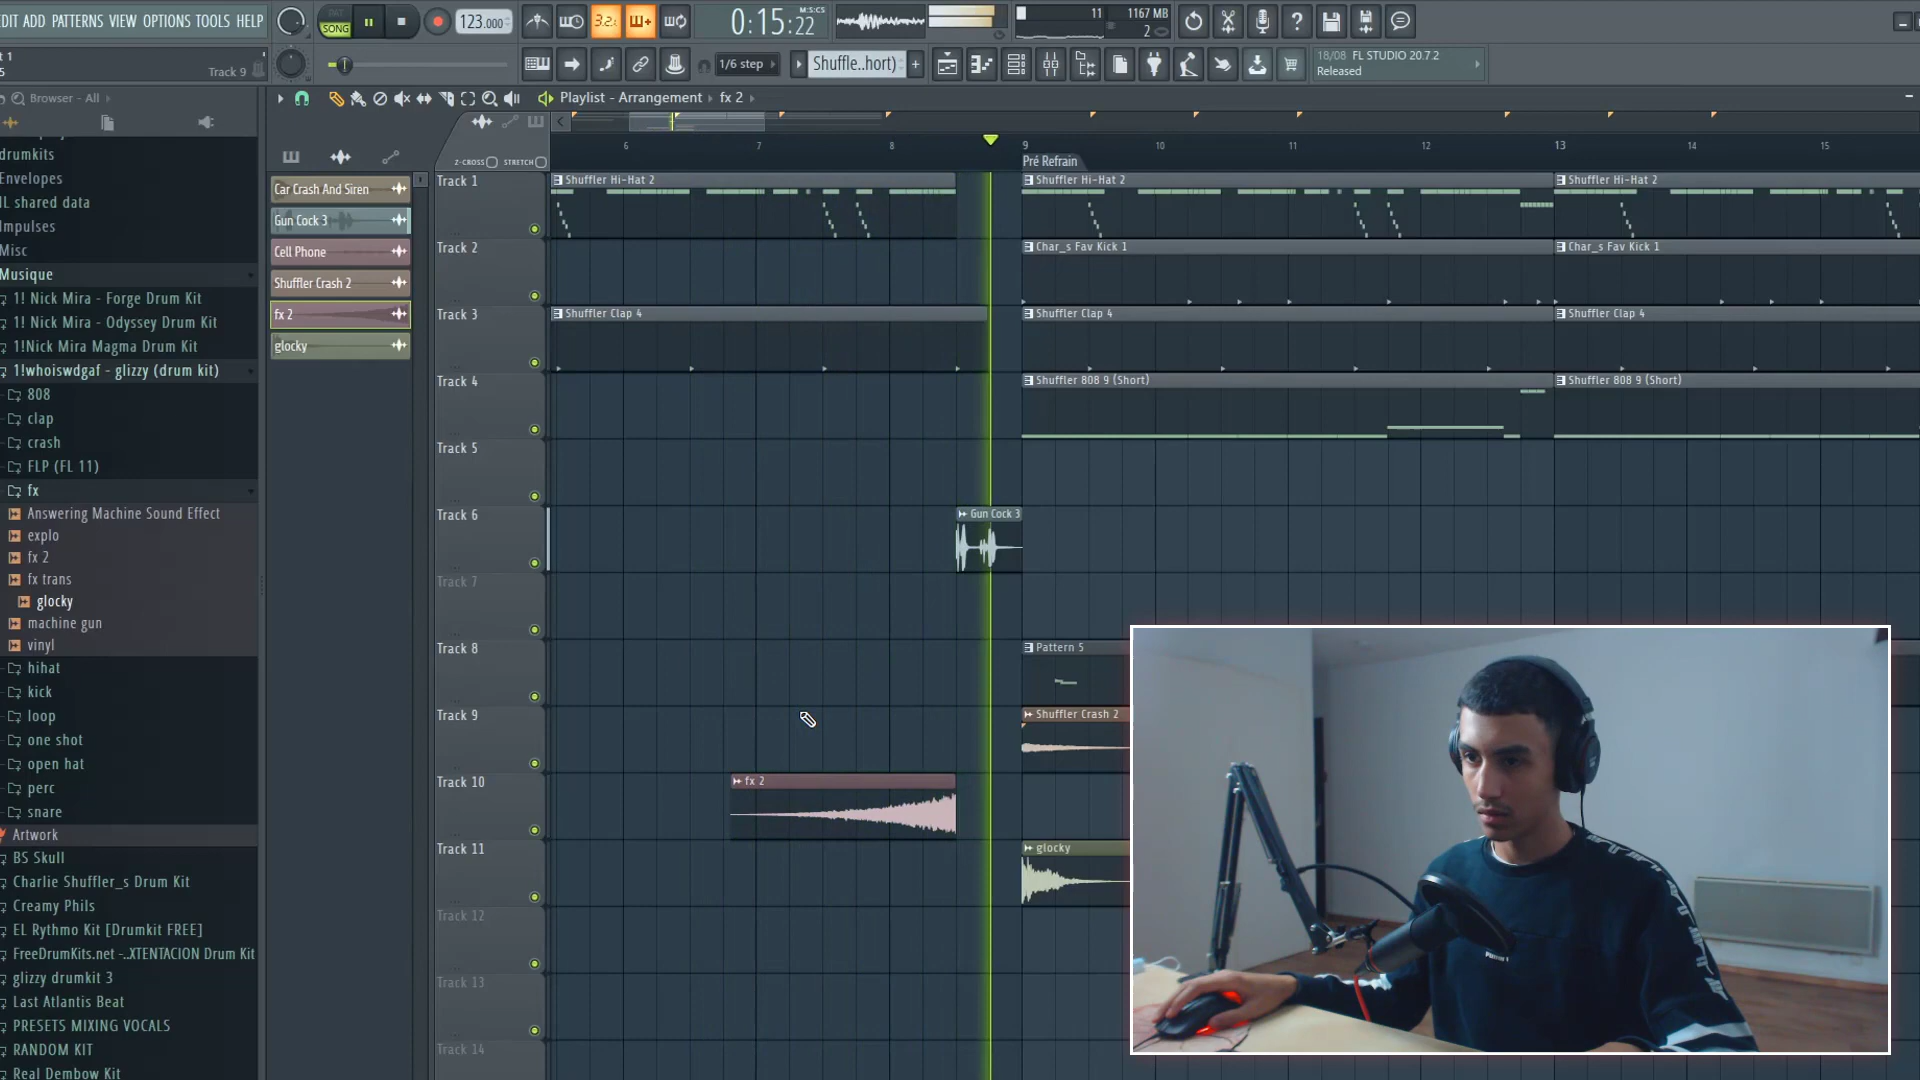 EDIT ADD PATTERNS VIEW OPTIONS TOOLS HELP
PAT
SONG
123.000
3.2.
0:15:22
M:S:CS
11
1167 MB
2
t 1
5
Track 9
1/6 step
Shuffle..hort)
18/08 FL STUDIO 20.7.2
Released
Browser - All
Playlist - Arrangement
fx 2
Z-CROSS
STRETCH
6
7
8
9
10
11
12
13
14
15
Pré Refrain
drumkits
Envelopes
IL shared data
Impulses
Misc
Musique
1! Nick Mira - Forge Drum Kit
1! Nick Mira - Odyssey Drum Kit
1!Nick Mira Magma Drum Kit
1!whoiswdgaf - glizzy (drum kit)
808
clap
crash
FLP (FL 11)
fx
Answering Machine Sound Effect
explo
fx 2
fx trans
glocky
machine gun
vinyl
hihat
kick
loop
one shot
open hat
perc
snare
Artwork
BS Skull
Charlie Shuffler_s Drum Kit
Creamy Phils
EL Rythmo Kit [Drumkit FREE]
FreeDrumKits.net -..XTENTACION Drum Kit
glizzy drumkit 3
Last Atlantis Beat
PRESETS MIXING VOCALS
RANDOM KIT
Real Dembow Kit
Car Crash And Siren
Gun Cock 3
Cell Phone
Shuffler Crash 2
fx 2
glocky
Track 1
Shuffler Hi-Hat 2
Shuffler Hi-Hat 2
Shuffler Hi-Hat 2
Track 2
Char_s Fav Kick 1
Char_s Fav Kick 1
Track 3
Shuffler Clap 4
Shuffler Clap 4
Shuffler Clap 4
Track 4
Shuffler 808 9 (Short)
Shuffler 808 9 (Short)
Track 5
Track 6
Gun Cock 3
Track 7
Track 8
Pattern 5
Track 9
Shuffler Crash 2
Track 10
fx 2
Track 11
glocky
Track 12
Track 13
Track 14